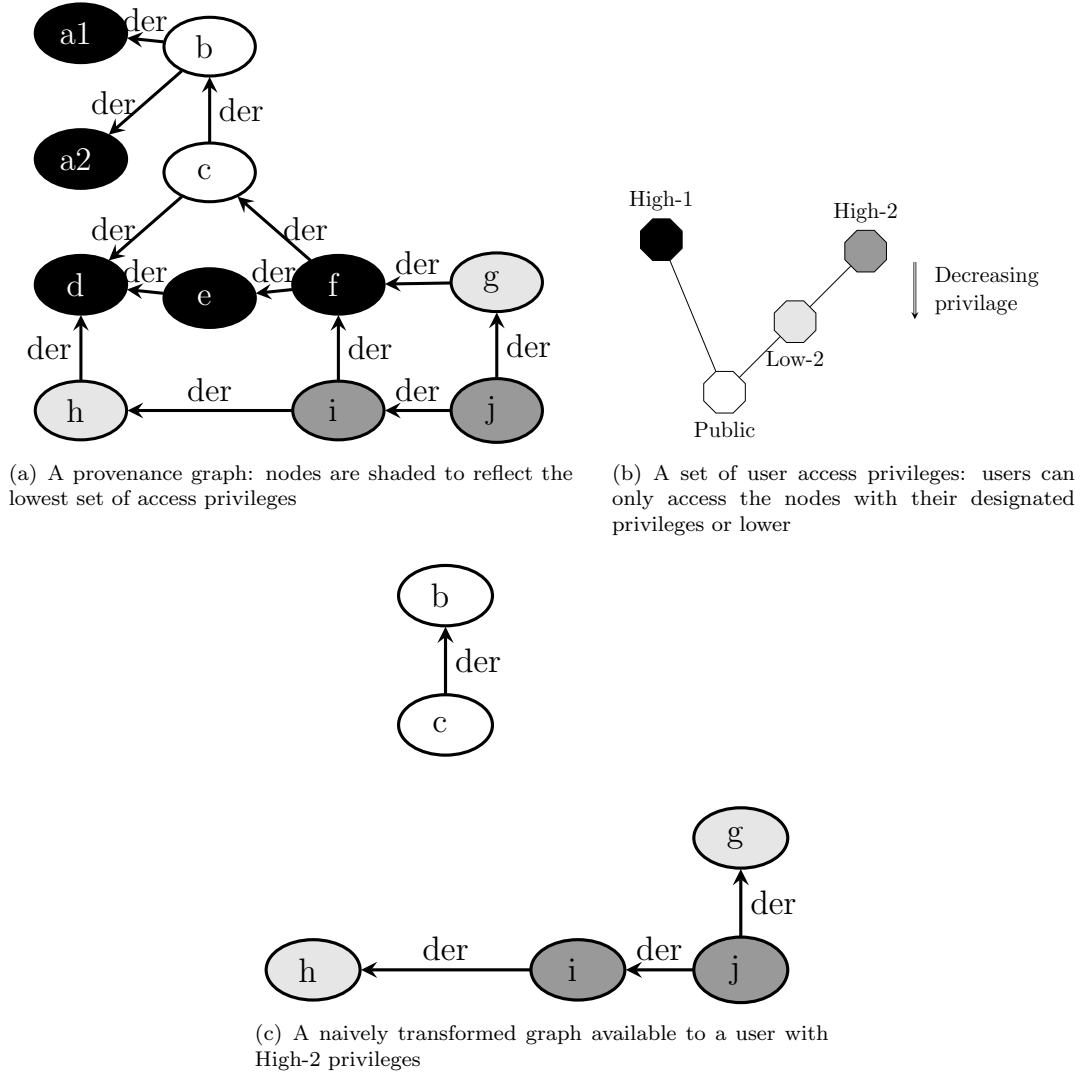 a1
der
b
der
a2
der
c
der
der
d
der
e
der
f
der
g
der
der
der
h
der
i
der
j
(a) A provenance graph: nodes are shaded to reflect the
lowest set of access privileges
High-1
High-2
Decreasing
privilage
Low-2
Public
(b) A set of user access privileges: users can
only access the nodes with their designated
privileges or lower
b
der
c
g
der
h
der
i
der
j
(c) A naively transformed graph available to a user with
High-2 privileges